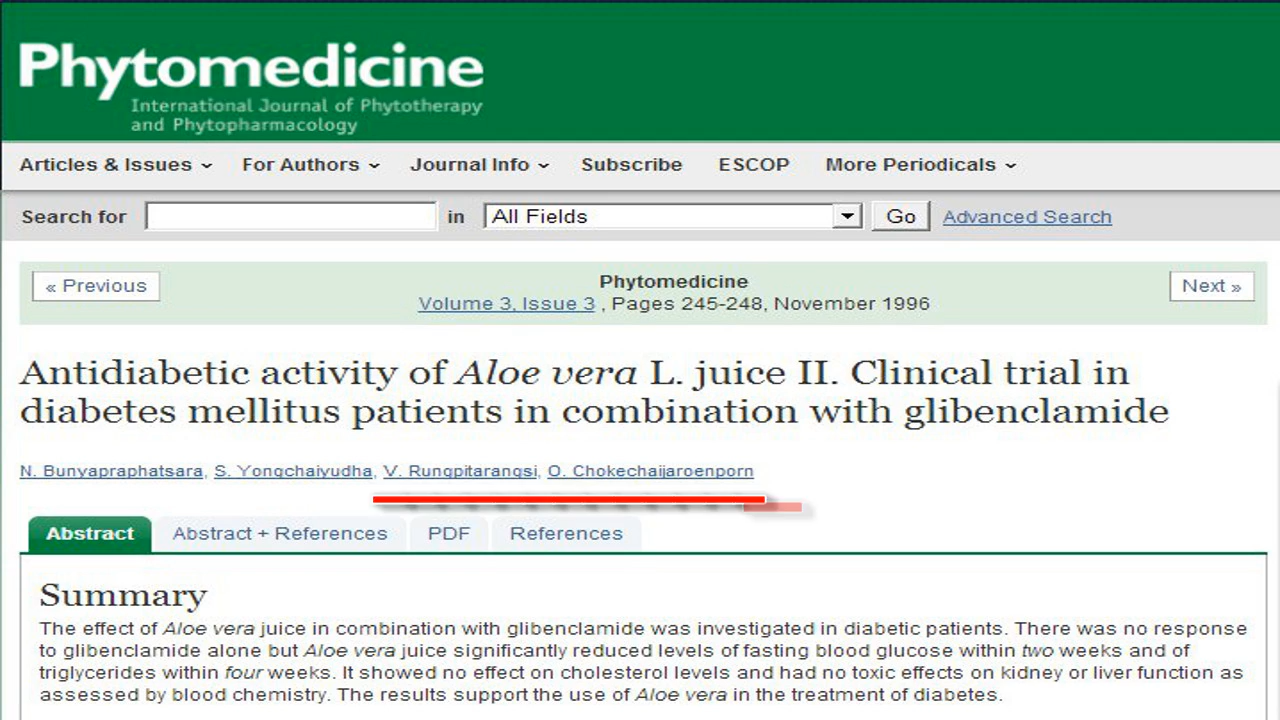 Phytomedicine
International Journal of Phytotherapy
and Phytopharmacology
Articles & Issues For Authors Journal Info Subscribe ESCOP More Periodicals
Search for in All Fields Go Advanced Search
« Previous
Phytomedicine
Volume 3, Issue 3 , Pages 245-248, November 1996
Next »
Antidiabetic activity of Aloe vera L. juice II. Clinical trial in
diabetes mellitus patients in combination with glibenclamide
N. Bunyapraphatsara, S. Yongchaiyudha, V. Rungpitarangsi, O. Chokechaijaroenporn
Abstract Abstract + References PDF References
Summary
The effect of Aloe vera juice in combination with glibenclamide was investigated in diabetic patients. There was no response
to glibenclamide alone but Aloe vera juice significantly reduced levels of fasting blood glucose within two weeks and of
triglycerides within four weeks. It showed no effect on cholesterol levels and had no toxic effects on kidney or liver function as
assessed by blood chemistry. The results support the use of Aloe vera in the treatment of diabetes.